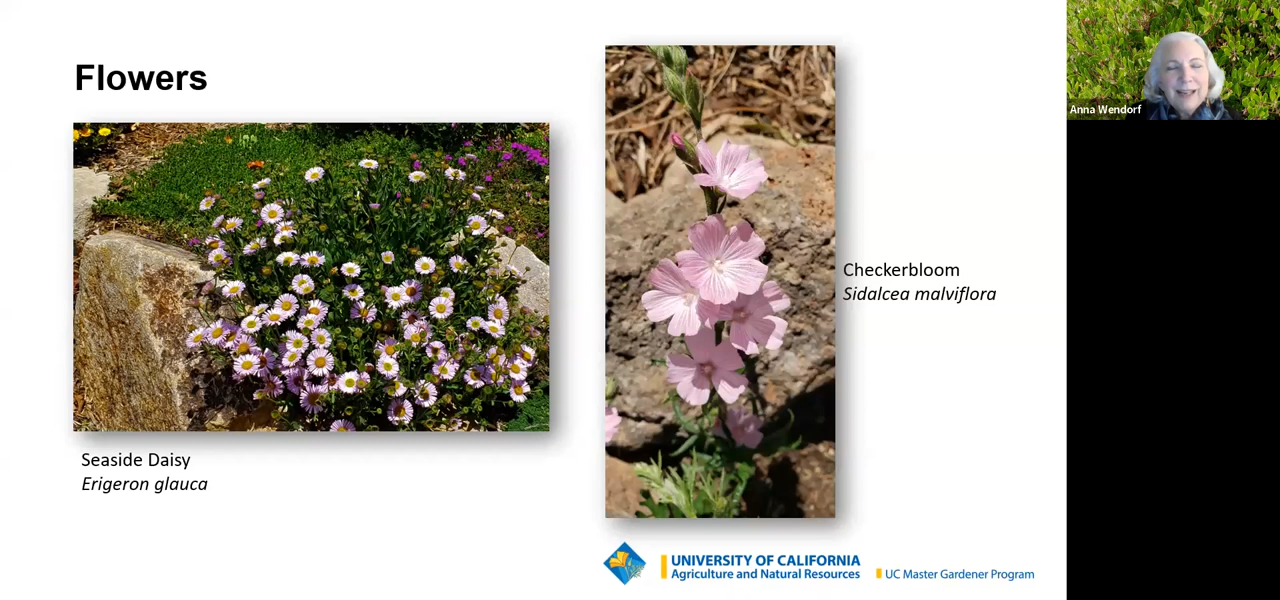 Flowers
Seaside Daisy
Erigeron glauca
Checkerbloom
Sidalcea malviflora
UNIVERSITY OF CALIFORNIA
Agriculture and Natural Resources
UC Master Gardener Program
Anna Wendorf